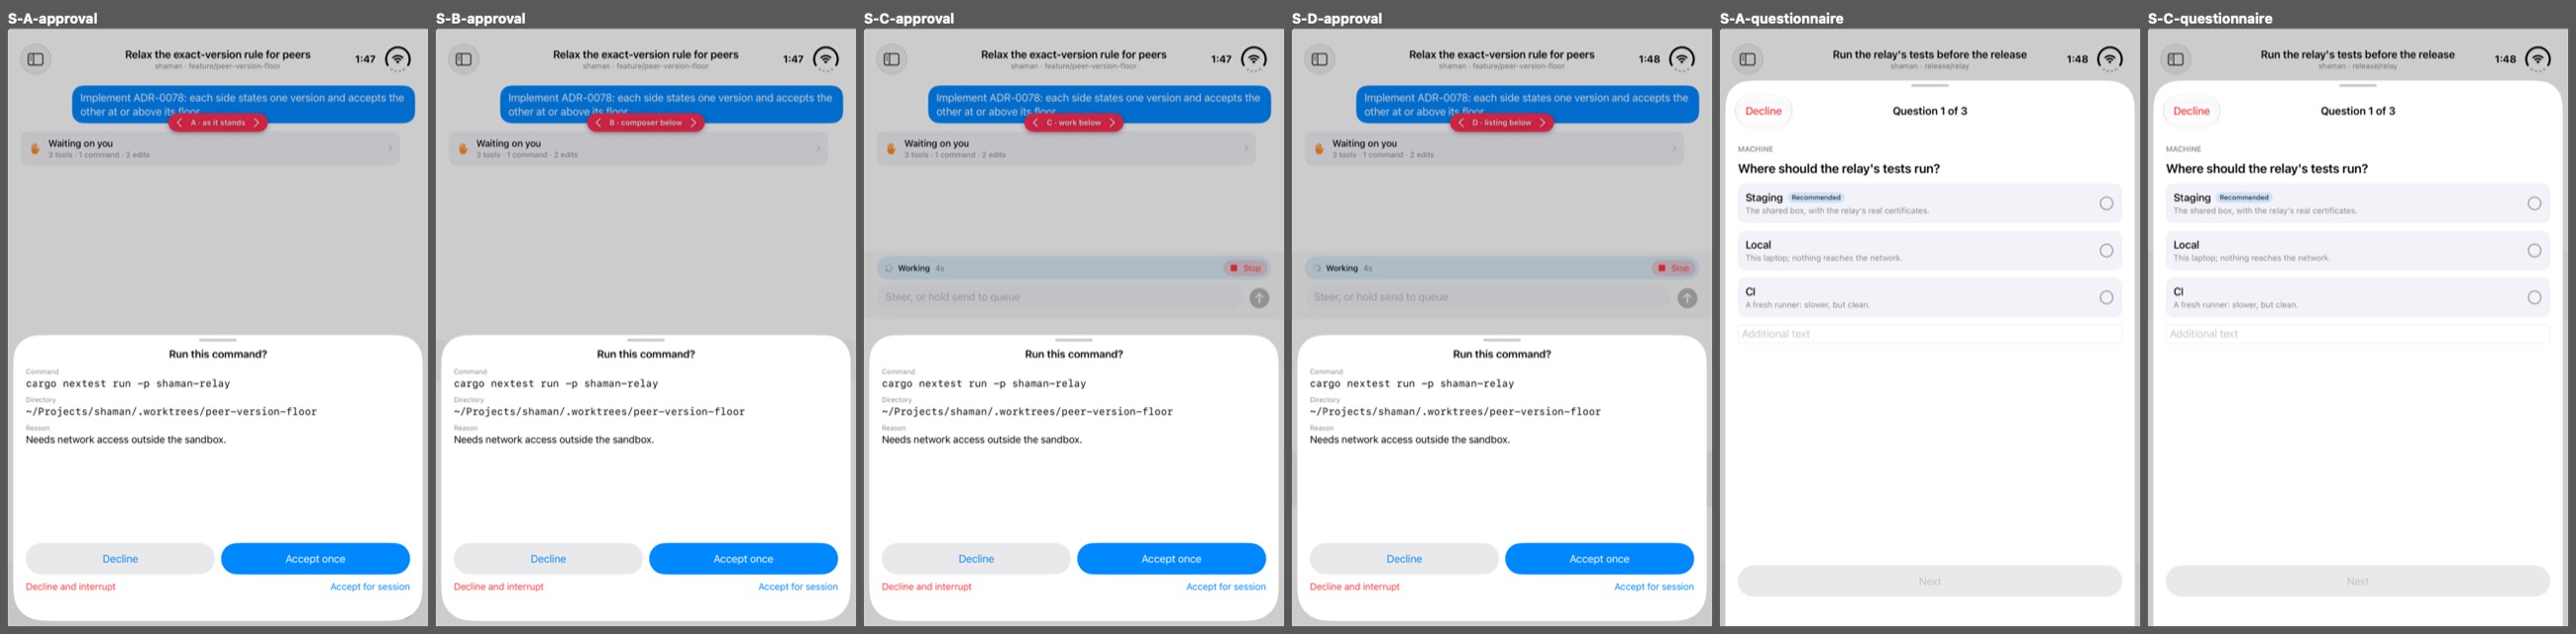 S-A-approval
Relax the exact-version rule for peers
shaman · feature/peer-version-floor
1:47
Implement ADR-0078: each side states one version and accepts the
other at or above its floor
A · as it stands
Waiting on you
3 tools · 1 command · 2 edits
Run this command?
Command
cargo nextest run -p shaman-relay
Directory
~/Projects/shaman/.worktrees/peer-version-floor
Reason
Needs network access outside the sandbox.
Decline
Accept once
Decline and interrupt
Accept for session
S-B-approval
Relax the exact-version rule for peers
shaman · feature/peer-version-floor
1:47
Implement ADR-0078: each side states one version and accepts the
other at or above its floor
B · composer below
Waiting on you
3 tools · 1 command · 2 edits
Run this command?
Command
cargo nextest run -p shaman-relay
Directory
~/Projects/shaman/.worktrees/peer-version-floor
Reason
Needs network access outside the sandbox.
Decline
Accept once
Decline and interrupt
Accept for session
S-C-approval
Relax the exact-version rule for peers
shaman · feature/peer-version-floor
1:47
Implement ADR-0078: each side states one version and accepts the
other at or above its floor
C · work below
Waiting on you
3 tools · 1 command · 2 edits
Working 4s
Stop
Steer, or hold send to queue
Run this command?
Command
cargo nextest run -p shaman-relay
Directory
~/Projects/shaman/.worktrees/peer-version-floor
Reason
Needs network access outside the sandbox.
Decline
Accept once
Decline and interrupt
Accept for session
S-D-approval
Relax the exact-version rule for peers
shaman · feature/peer-version-floor
1:48
Implement ADR-0078: each side states one version and accepts the
other at or above its floor
D · listing below
Waiting on you
3 tools · 1 command · 2 edits
Working 4s
Stop
Steer, or hold send to queue
Run this command?
Command
cargo nextest run -p shaman-relay
Directory
~/Projects/shaman/.worktrees/peer-version-floor
Reason
Needs network access outside the sandbox.
Decline
Accept once
Decline and interrupt
Accept for session
S-A-questionnaire
Run the relay's tests before the release
shaman · release/relay
1:48
Decline
Question 1 of 3
MACHINE
Where should the relay's tests run?
Staging Recommended
The shared box, with the relay's real certificates.
Local
This laptop; nothing reaches the network.
CI
A fresh runner: slower, but clean.
Additional text
Next
S-C-questionnaire
Run the relay's tests before the release
shaman · release/relay
1:48
Decline
Question 1 of 3
MACHINE
Where should the relay's tests run?
Staging Recommended
The shared box, with the relay's real certificates.
Local
This laptop; nothing reaches the network.
CI
A fresh runner: slower, but clean.
Additional text
Next